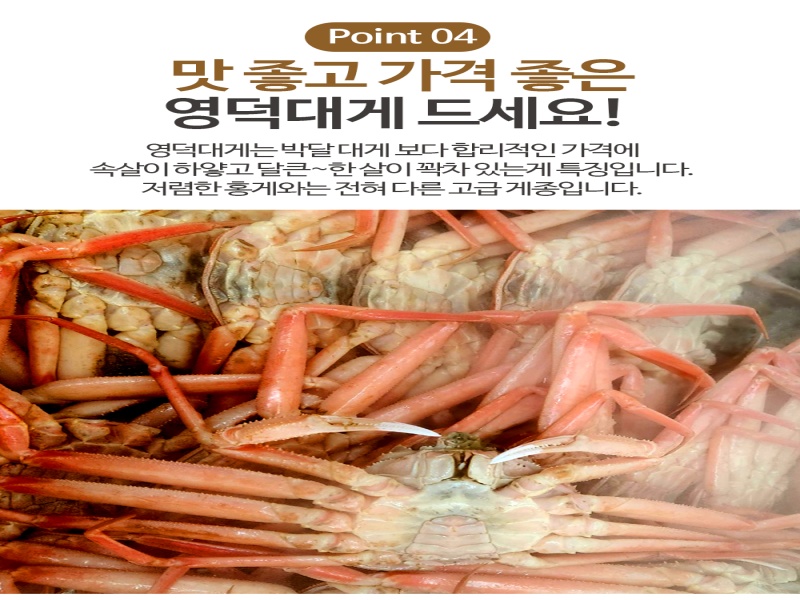 Point 04
맛 좋고 가격 좋은
영덕대게 드세요!
영덕대게는 박달 대게 보다 합리적인 가격에
속살이 하얗고 달큰~한 살이 꽉차 있는게 특징입니다.
저렴한 홍게와는 전혀 다른 고급 게종입니다.